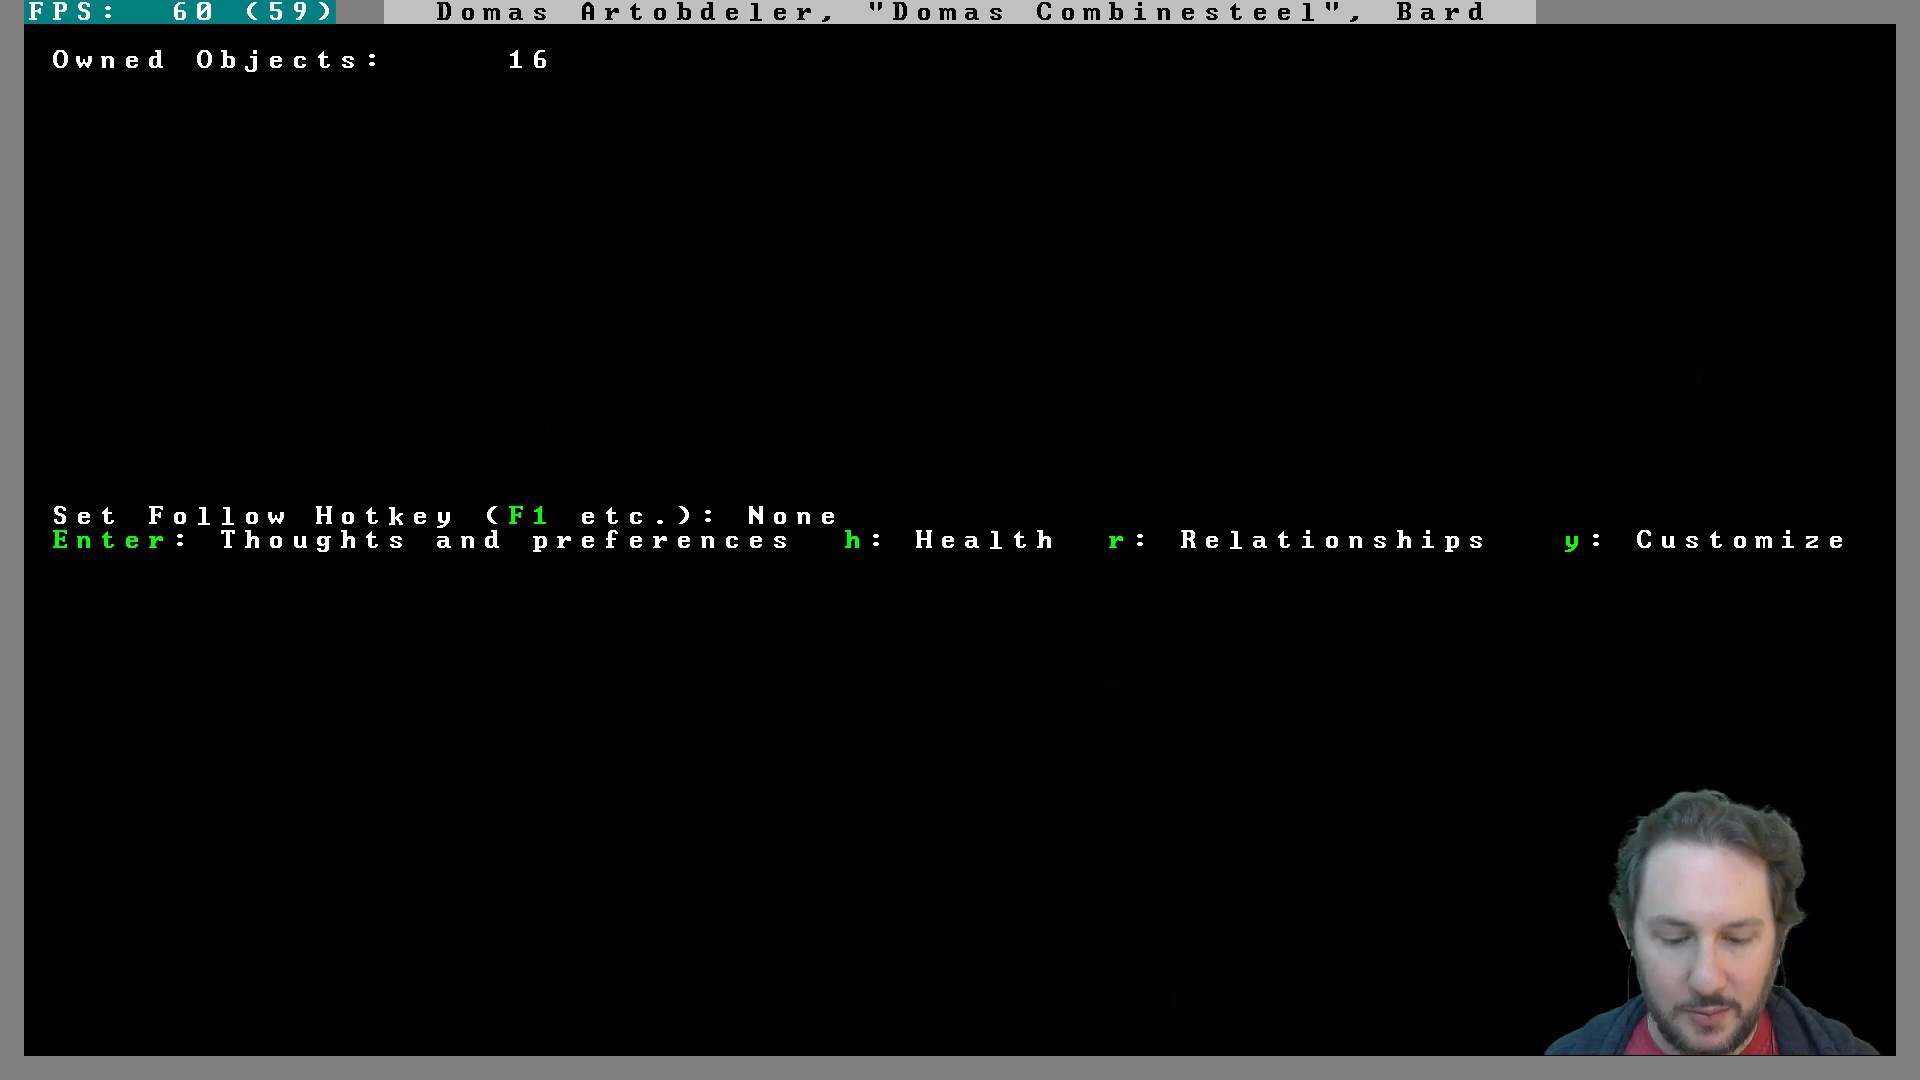 FPS: 60 (59) Domas Artobdeler, "Domas Combinesteel", Bard
Owned Objects: 16
Set Follow Hotkey (F1 etc.): None
Enter: Thoughts and preferences h: Health r: Relationships y: Customize